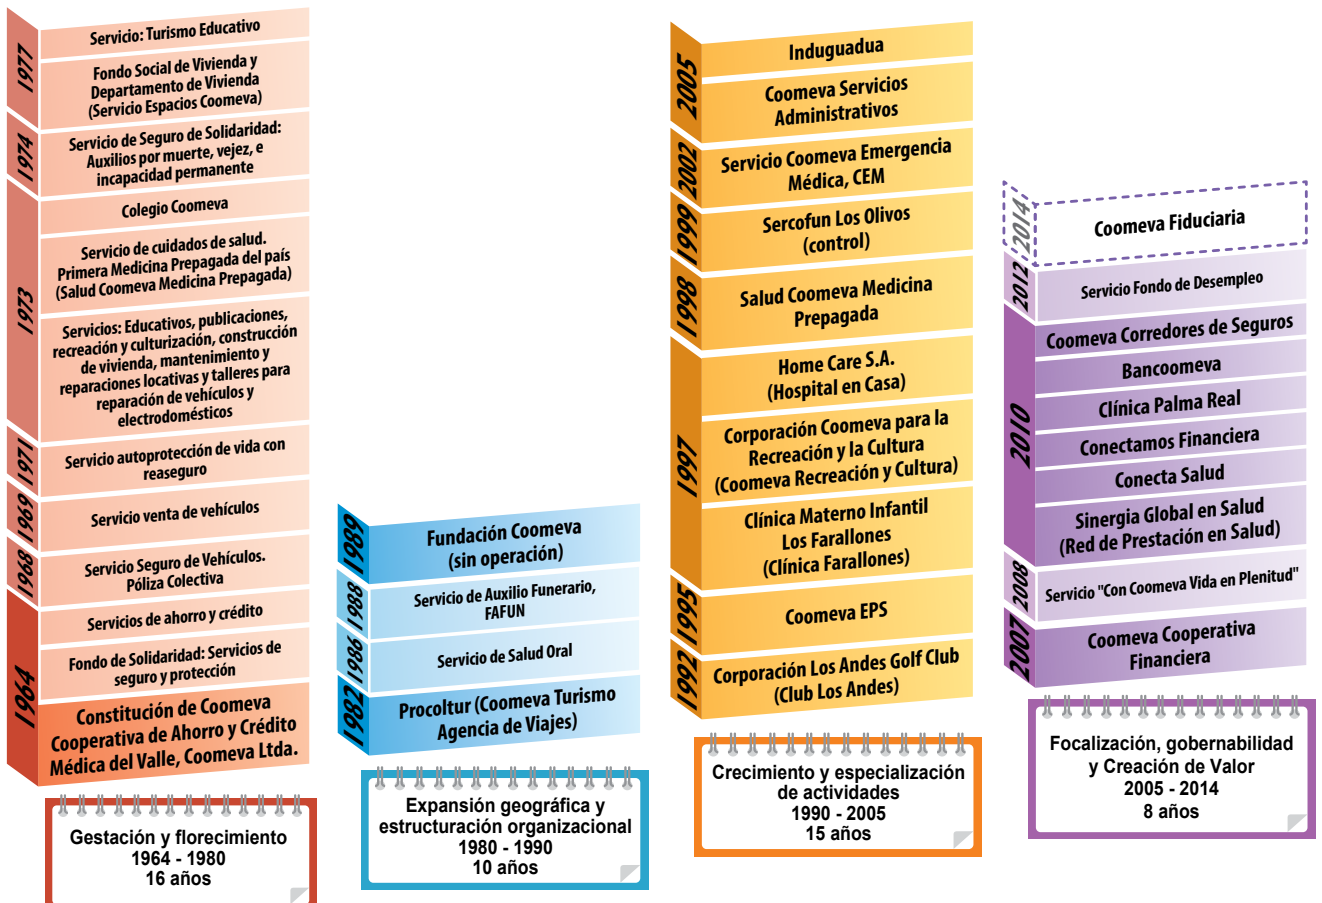 1977
Servicio: Turismo Educativo
Fondo Social de Vivienda y
Departamento de Vivienda
(Servicio Espacios Coomeva)
1974
Servicio de Seguro de Solidaridad:
Auxilios por muerte, vejez, e
incapacidad permanente
1973
Colegio Coomeva
Servicio de cuidados de salud.
Primera Medicina Prepagada del país
(Salud Coomeva Medicina Prepagada)
Servicios: Educativos, publicaciones,
recreación y culturización, construcción
de vivienda, mantenimiento y
reparaciones locativas y talleres para
reparación de vehículos y
electrodomésticos
1971
Servicio autoprotección de vida con
reaseguro
1969
Servicio venta de vehículos
1968
Servicio Seguro de Vehículos.
Póliza Colectiva
1964
Servicios de ahorro y crédito
Fondo de Solidaridad: Servicios de
seguro y protección
Constitución de Coomeva
Cooperativa de Ahorro y Crédito
Médica del Valle, Coomeva Ltda.
Gestación y florecimiento
1964 - 1980
16 años
1989
Fundación Coomeva
(sin operación)
1988
Servicio de Auxilio Funerario,
FAFUN
1986
Servicio de Salud Oral
1982
Procoltur (Coomeva Turismo
Agencia de Viajes)
Expansión geográfica y
estructuración organizacional
1980 - 1990
10 años
2005
Induguadua
Coomeva Servicios
Administrativos
2002
Servicio Coomeva Emergencia
Médica, CEM
1999
Sercofun Los Olivos
(control)
1998
Salud Coomeva Medicina
Prepagada
1997
Home Care S.A.
(Hospital en Casa)
Corporación Coomeva para la
Recreación y la Cultura
(Coomeva Recreación y Cultura)
Clínica Materno Infantil
Los Farallones
(Clínica Farallones)
1995
Coomeva EPS
1992
Corporación Los Andes Golf Club
(Club Los Andes)
Crecimiento y especialización
de actividades
1990 - 2005
15 años
2014
Coomeva Fiduciaria
2012
Servicio Fondo de Desempleo
2010
Coomeva Corredores de Seguros
Bancoomeva
Clínica Palma Real
Conectamos Financiera
Conecta Salud
Sinergia Global en Salud
(Red de Prestación en Salud)
2008
Servicio "Con Coomeva Vida en Plenitud"
2007
Coomeva Cooperativa
Financiera
Focalización, gobernabilidad
y Creación de Valor
2005 - 2014
8 años